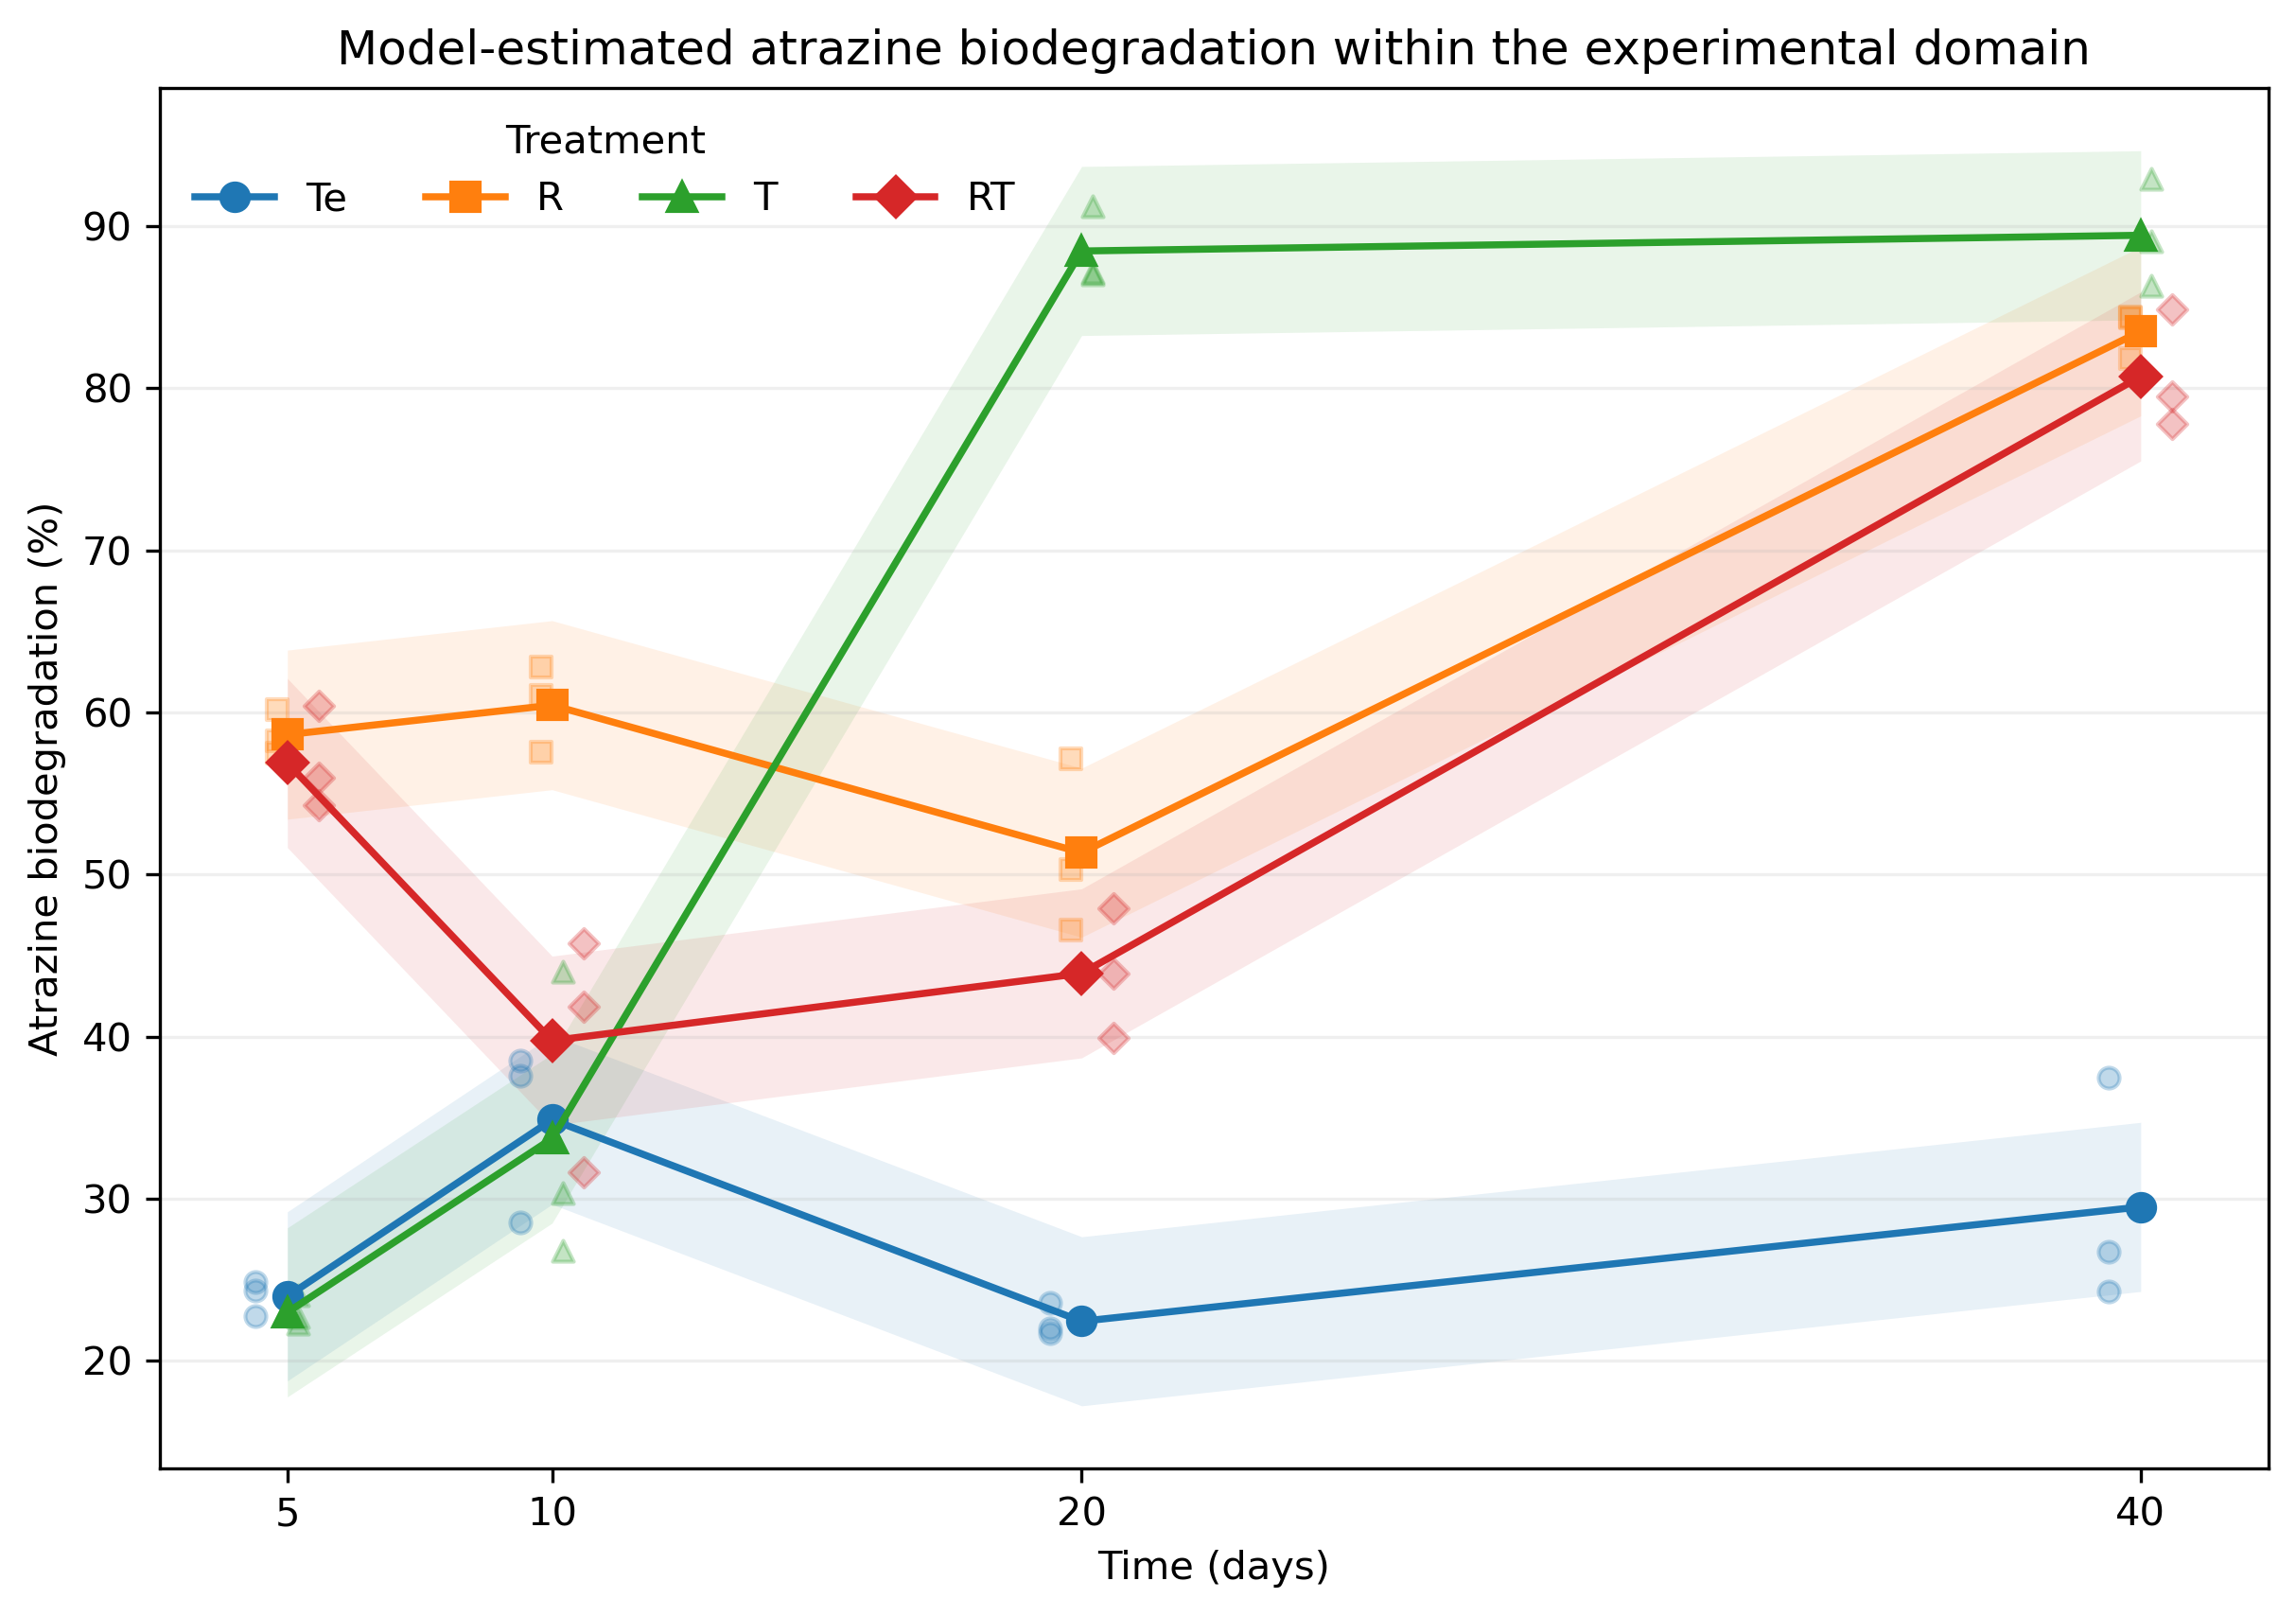 Model-estimated atrazine biodegradation within the experimental domain
Treatment
Te R T RT
Atrazine biodegradation (%)
90
80
70
60
50
40
30
20
5 10 20 40
Time (days)